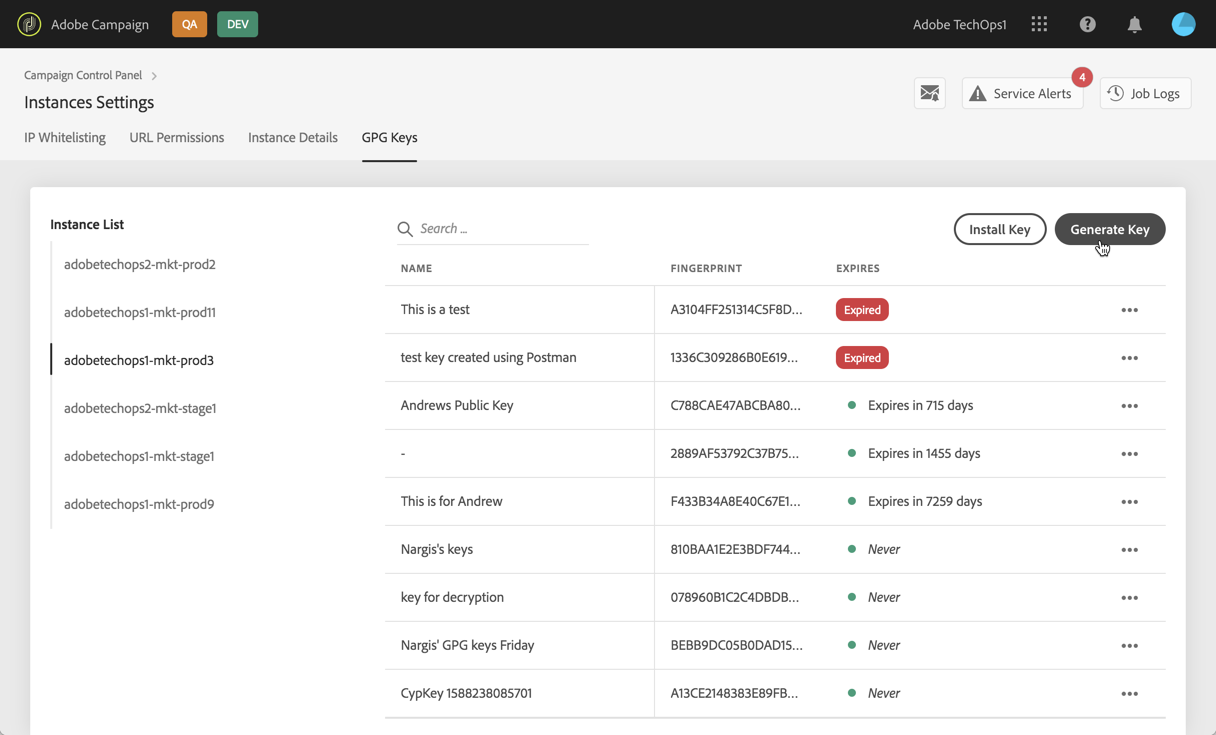 Adobe Campaign QA DEV Adobe TechOps1
Campaign Control Panel
Instances Settings
4
Service Alerts Job Logs
IP Whitelisting URL Permissions Instance Details GPG Keys
Instance List
adobetechops2-mkt-prod2
adobetechops1-mkt-prod11
adobetechops1-mkt-prod3
adobetechops2-mkt-stage1
adobetechops1-mkt-stage1
adobetechops1-mkt-prod9
Search ...
Install Key Generate Key
NAME FINGERPRINT EXPIRES
This is a test A3104FF251314C5F8D... Expired
test key created using Postman 1336C309286B0E619... Expired
Andrews Public Key C788CAE47ABCBA80... Expires in 715 days
- 2889AF53792C37B75... Expires in 1455 days
This is for Andrew F433B34A8E40C67E1... Expires in 7259 days
Nargis's keys 810BAA1E2E3BDF744... Never
key for decryption 078960B1C2C4DBDB... Never
Nargis' GPG keys Friday BEBB9DC05B0DAD15... Never
CypKey 1588238085701 A13CE2148383E89FB... Never